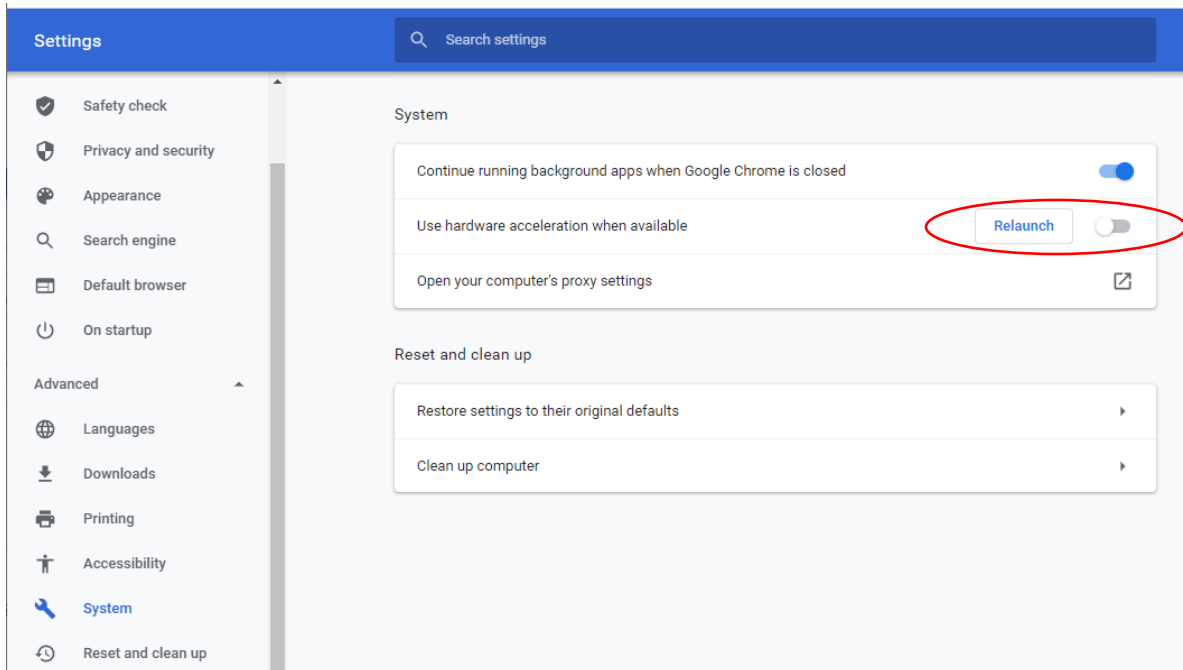 Settings
Search settings
Safety check
Privacy and security
Appearance
Search engine
Default browser
On startup
Advanced
Languages
Downloads
Printing
Accessibility
System
Reset and clean up
System
Continue running background apps when Google Chrome is closed
Use hardware acceleration when available Relaunch
Open your computer's proxy settings
Reset and clean up
Restore settings to their original defaults
Clean up computer